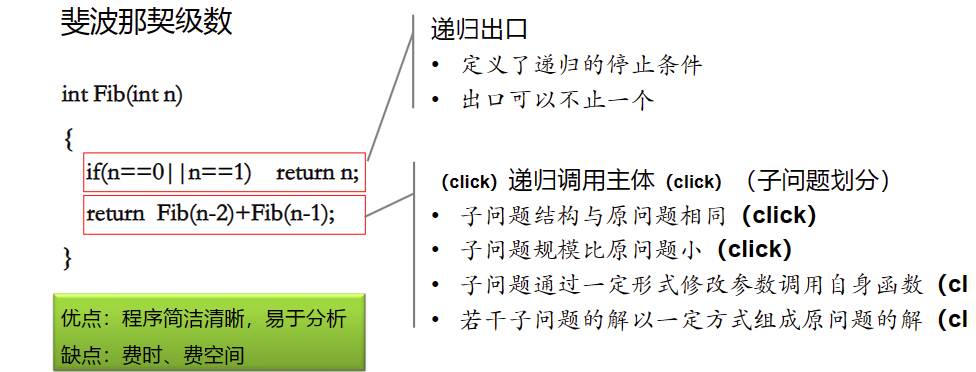 斐波那契级数
int Fib(int n)
{
if(n==0||n==1) return n;
return Fib(n-2)+Fib(n-1);
}
优点：程序简洁清晰，易于分析
缺点：费时、费空间
递归出口
• 定义了递归的停止条件
• 出口可以不止一个
（click）递归调用主体（click）（子问题划分）
• 子问题结构与原问题相同（click）
• 子问题规模比原问题小（click）
• 子问题通过一定形式修改参数调用自身函数（cl
• 若干子问题的解以一定方式组成原问题的解（cl